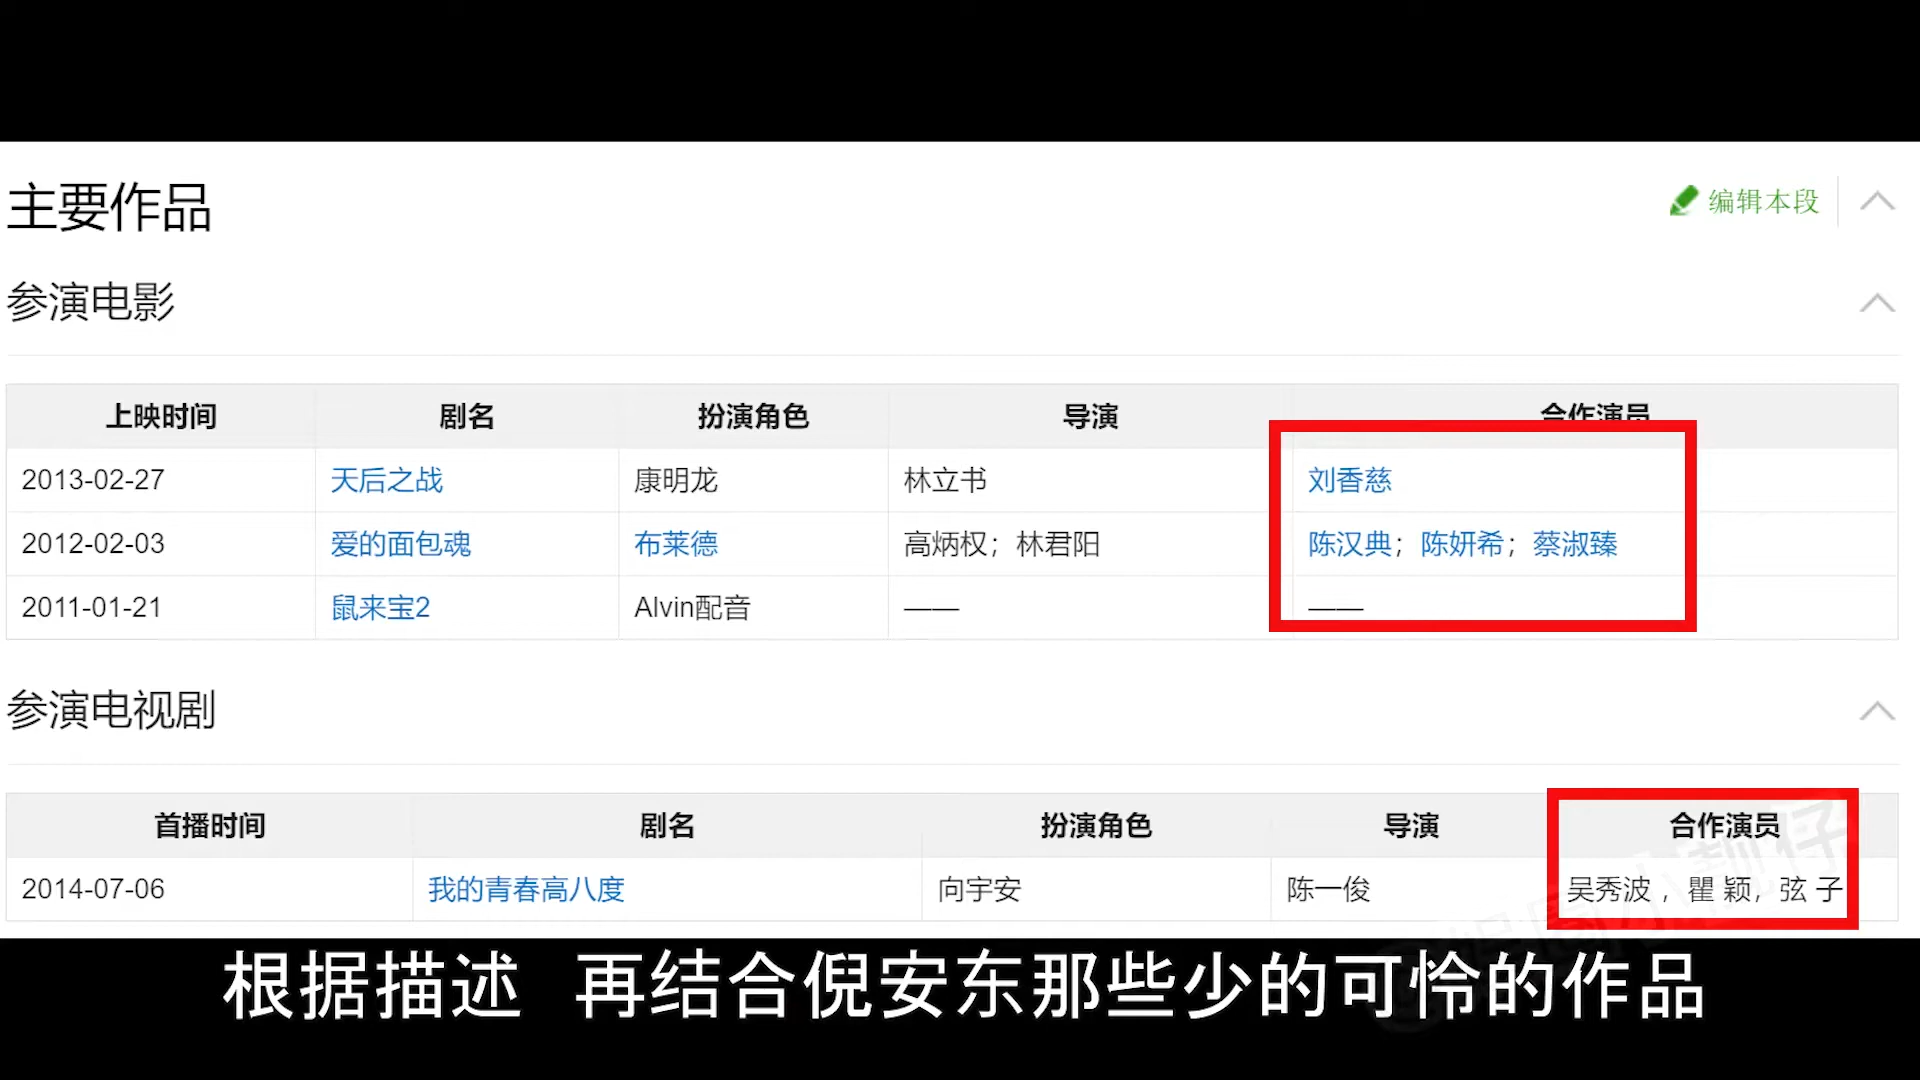 主要作品
编辑本段
参演电影
上映时间 剧名 扮演角色 导演 合作演员
2013-02-27 天后之战 康明龙 林立书 刘香慈
2012-02-03 爱的面包魂 布莱德 高炳权；林君阳 陈汉典；陈妍希；蔡淑臻
2011-01-21 鼠来宝2 Alvin配音 —— ——
参演电视剧
首播时间 剧名 扮演角色 导演 合作演员
2014-07-06 我的青春高八度 向宇安 陈一俊 吴秀波，瞿 颖，弦 子
根据描述 再结合倪安东那些少的可怜的作品